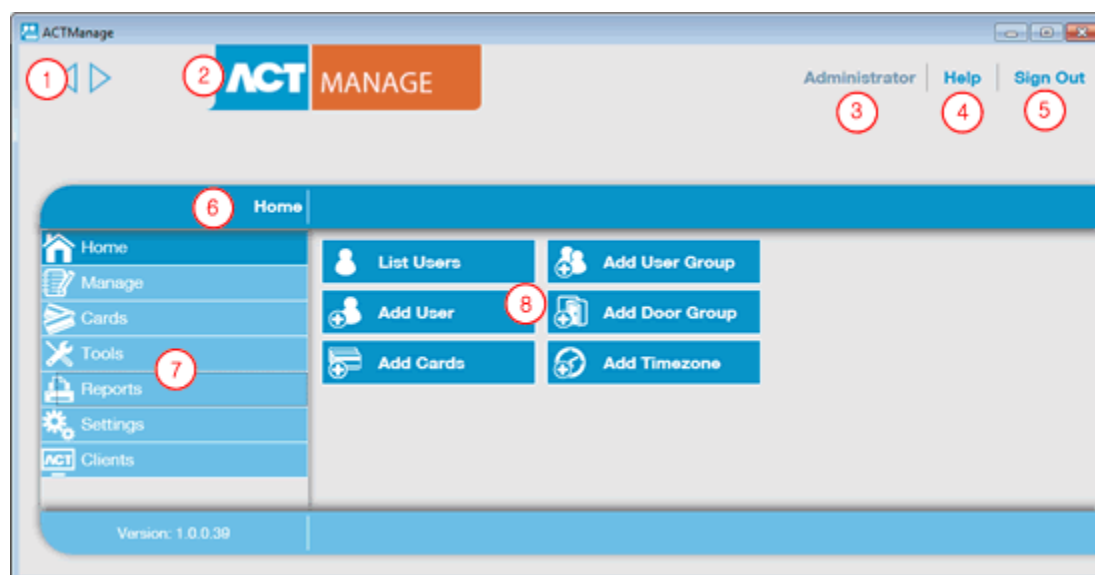 ACTManage
1
2 ACT MANAGE
Administrator Help Sign Out
3 4 5
6 Home
Home
Manage
Cards
Tools
7
Reports
Settings
ACT Clients
List Users Add User Group
Add User 8 Add Door Group
Add Cards Add Timezone
Version: 1.0.0.39